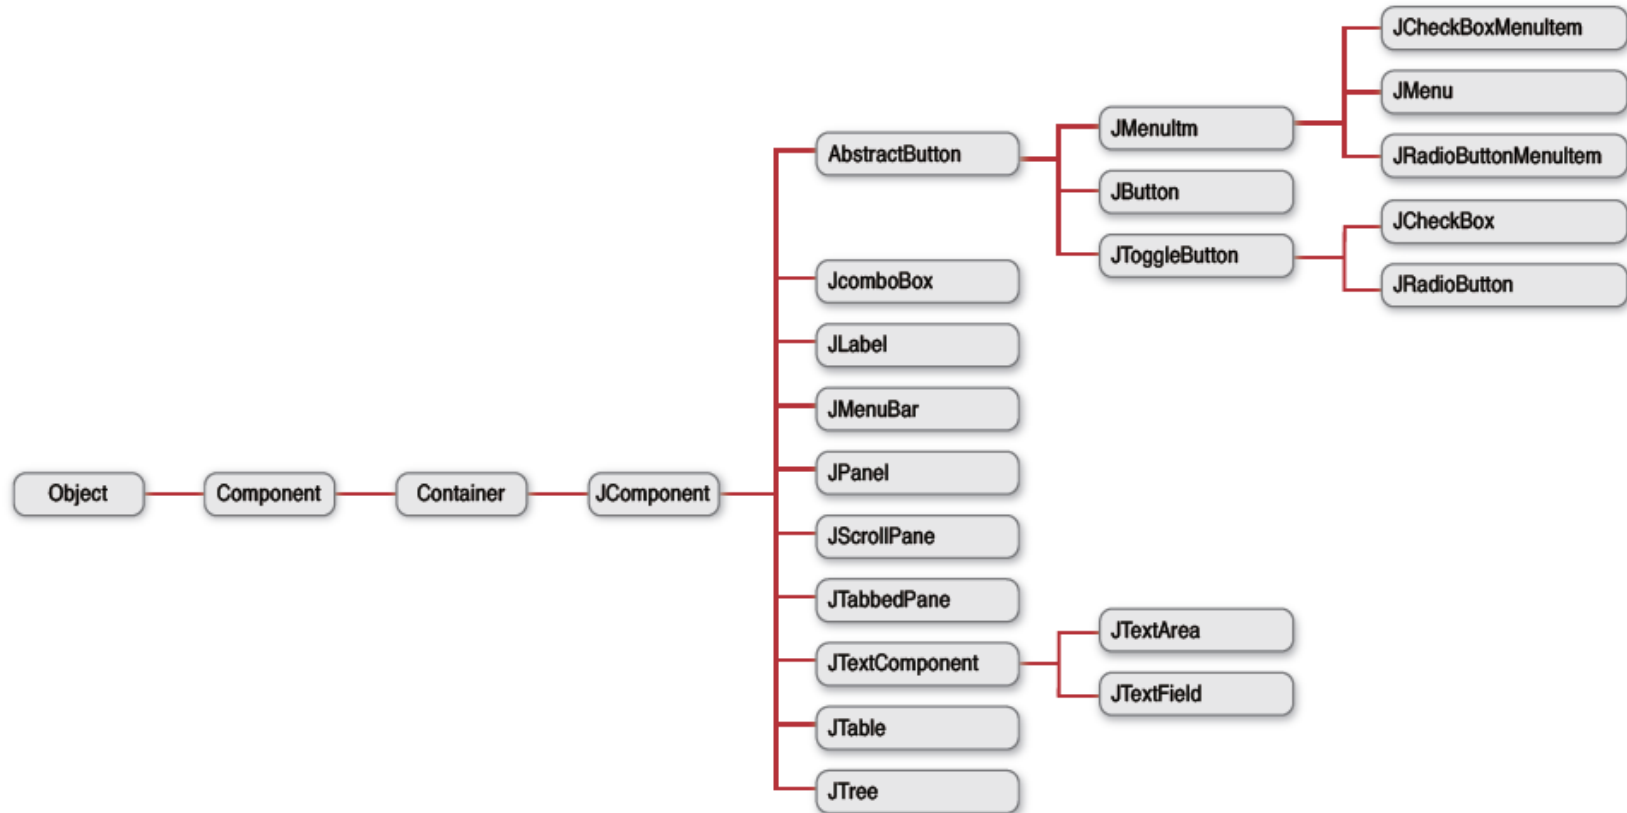 Object
Component
Container
JComponent
AbstractButton
JcomboBox
JLabel
JMenuBar
JPanel
JScrollPane
JTabbedPane
JTextComponent
JTable
JTree
JMenuItm
JButton
JToggleButton
JTextArea
JTextField
JCheckBoxMenuItem
JMenu
JRadioButtonMenuItem
JCheckBox
JRadioButton